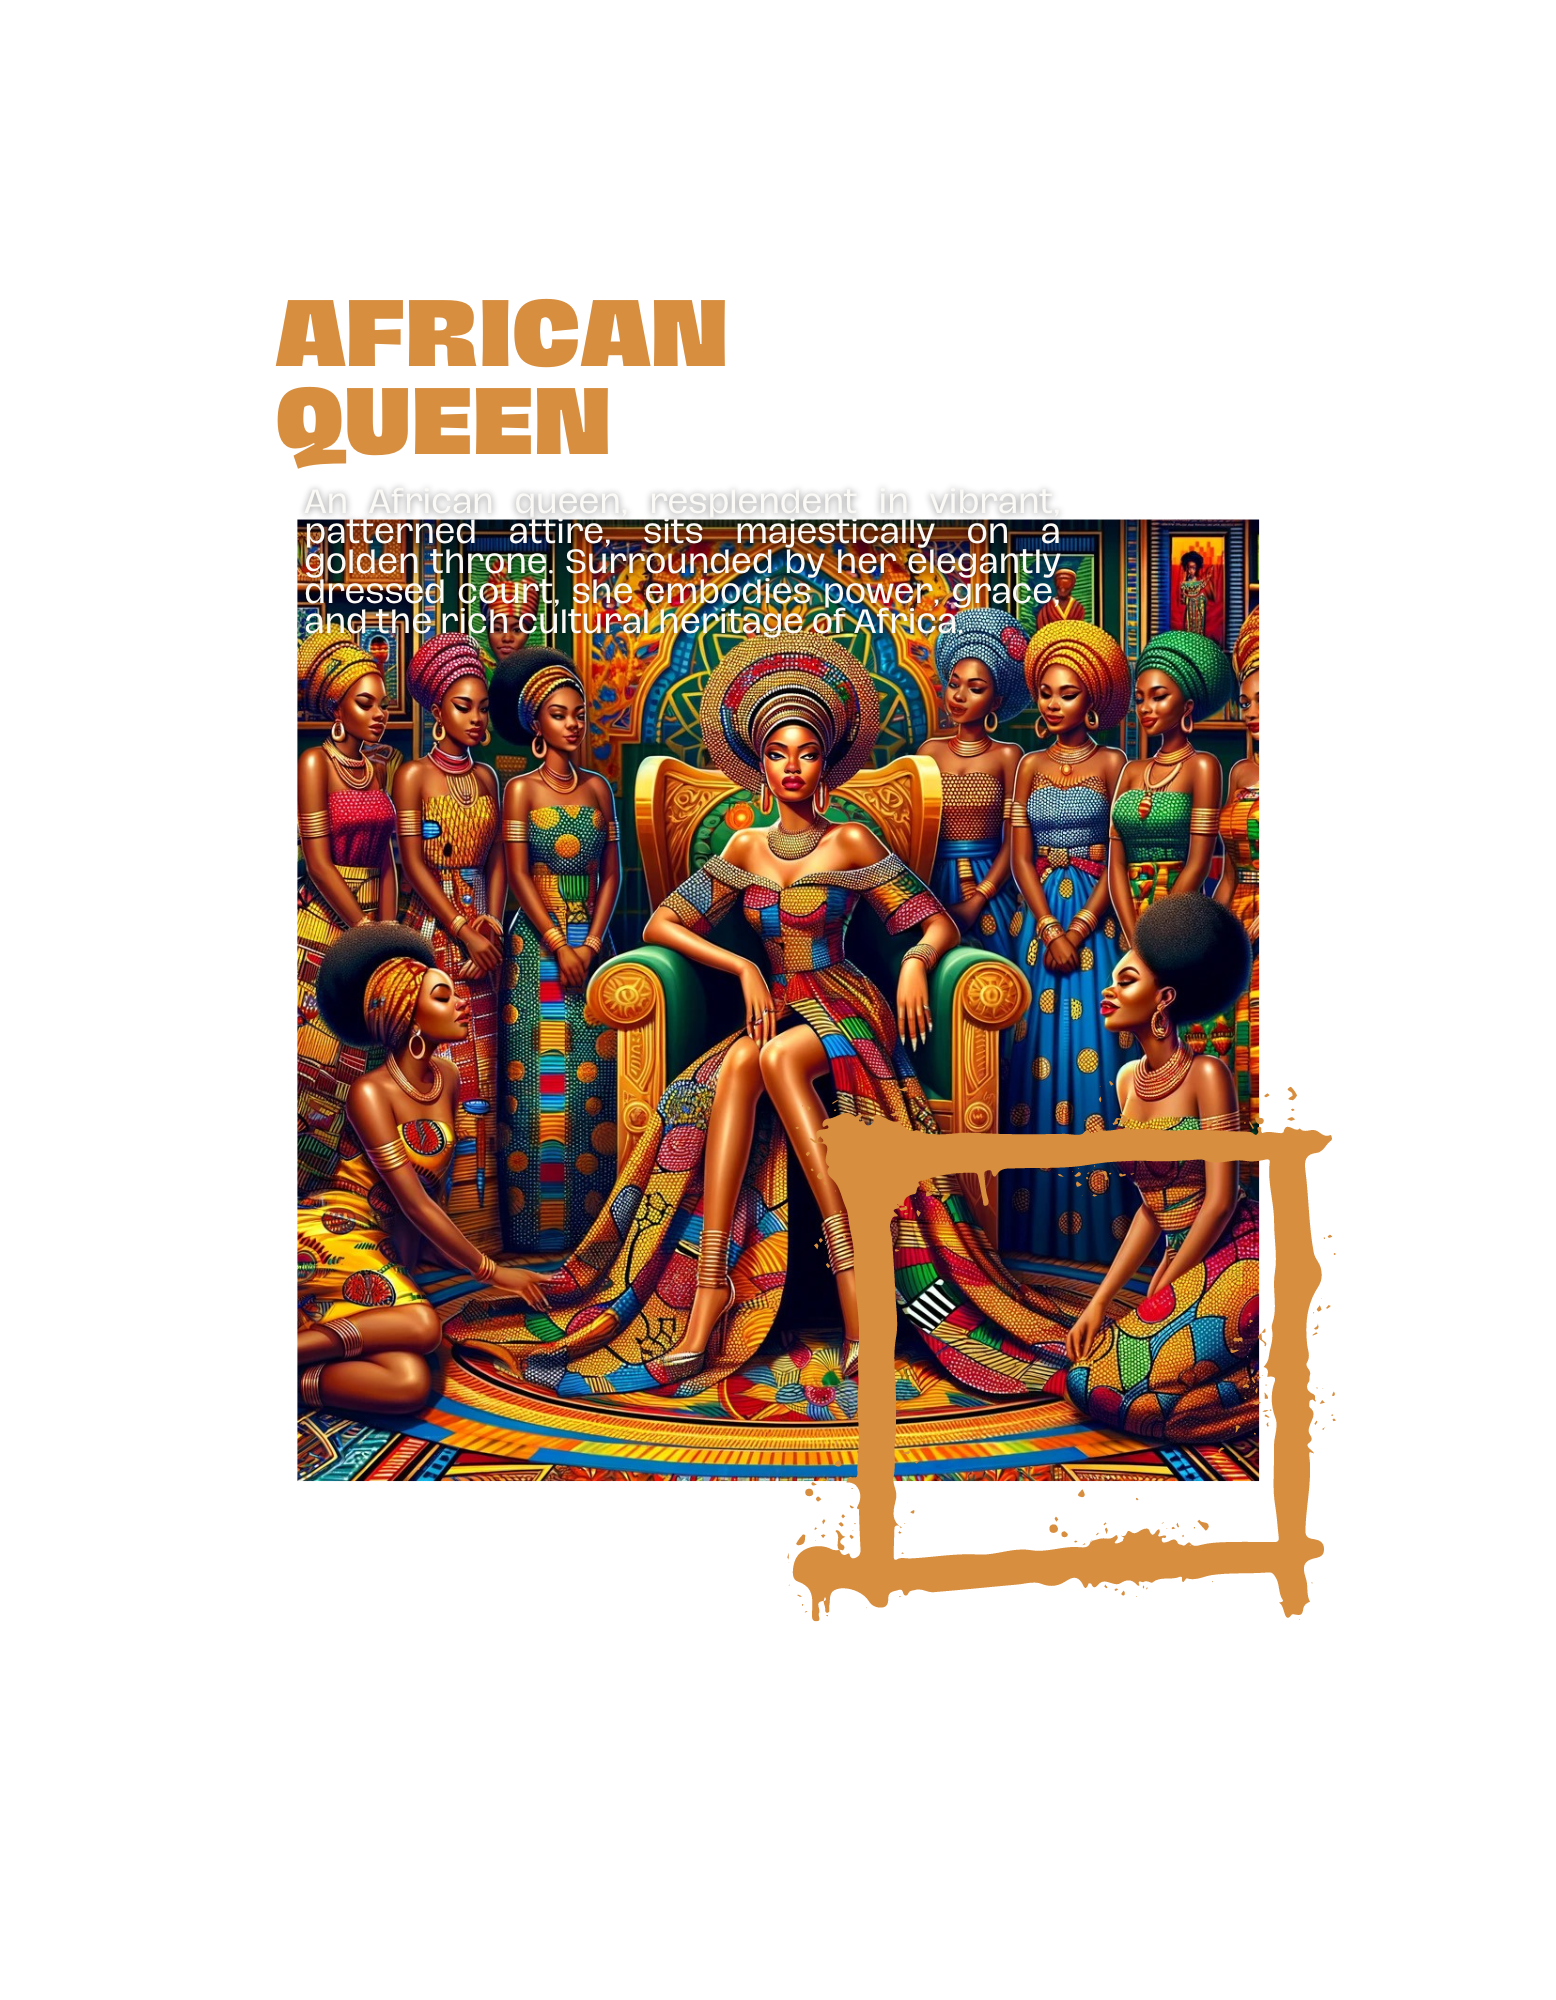 AFRICAN
QUEEN
An African queen, resplendent in vibrant,
patterned attire, sits majestically on a
golden throne. Surrounded by her elegantly
dressed court, she embodies power, grace,
and the rich cultural heritage of Africa.